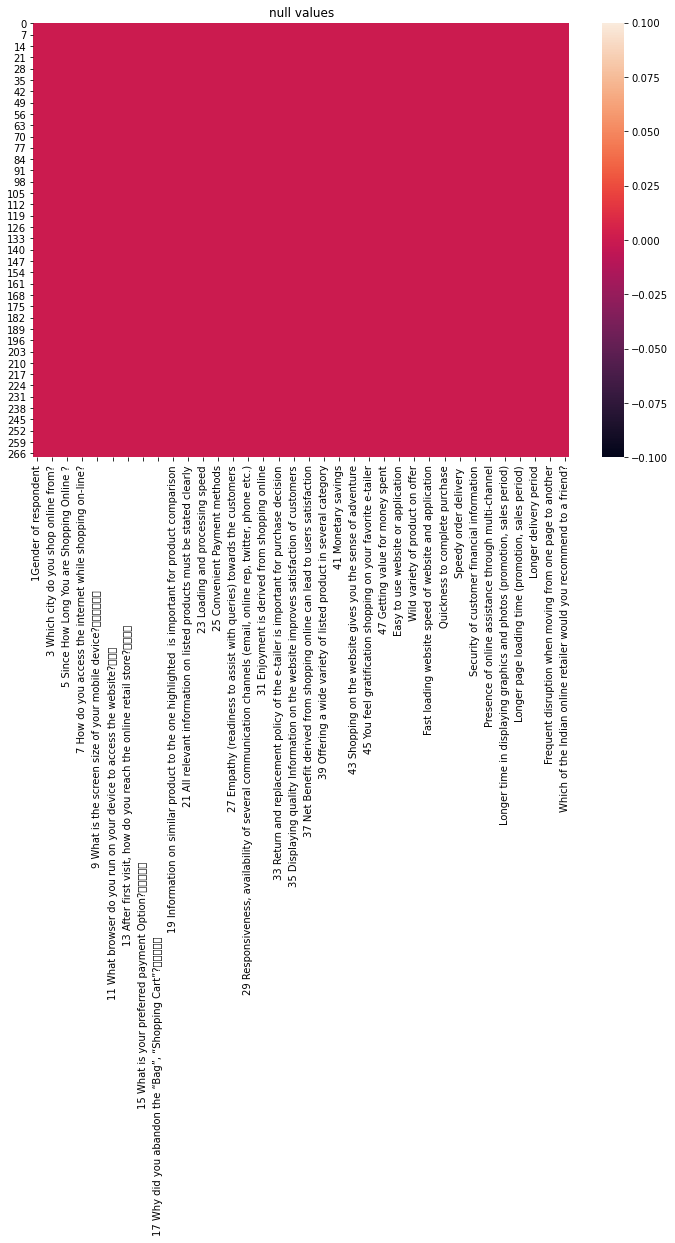 null values
0
7
14
21
28
35
42
49
56
63
70
77
84
91
98
105
112
119
126
133
140
147
154
161
168
175
182
189
196
203
210
217
224
231
238
245
252
259
266
0.100
0.075
0.050
0.025
0.000
−0.025
−0.050
−0.075
−0.100
1Gender of respondent
3 Which city do you shop online from?
5 Since How Long You are Shopping Online ?
7 How do you access the internet while shopping on-line?
9 What is the screen size of your mobile device?▯▯▯▯▯▯
11 What browser do you run on your device to access the website?▯▯▯
13 After first visit, how do you reach the online retail store?▯▯▯▯
15 What is your preferred payment Option?▯▯▯▯▯
17 Why did you abandon the “Bag”, “Shopping Cart”?▯▯▯▯▯
19 Information on similar product to the one highlighted  is important for product comparison
21 All relevant information on listed products must be stated clearly
23 Loading and processing speed
25 Convenient Payment methods
27 Empathy (readiness to assist with queries) towards the customers
29 Responsiveness, availability of several communication channels (email, online rep. twitter, phone etc.)
31 Enjoyment is derived from shopping online
33 Return and replacement policy of the e-tailer is important for purchase decision
35 Displaying quality Information on the website improves satisfaction of customers
37 Net Benefit derived from shopping online can lead to users satisfaction
39 Offering a wide variety of listed product in several category
41 Monetary savings
43 Shopping on the website gives you the sense of adventure
45 You feel gratification shopping on your favorite e-tailer
47 Getting value for money spent
Easy to use website or application
Wild variety of product on offer
Fast loading website speed of website and application
Quickness to complete purchase
Speedy order delivery
Security of customer financial information
Presence of online assistance through multi-channel
Longer time in displaying graphics and photos (promotion, sales period)
Longer page loading time (promotion, sales period)
Longer delivery period
Frequent disruption when moving from one page to another
Which of the Indian online retailer would you recommend to a friend?